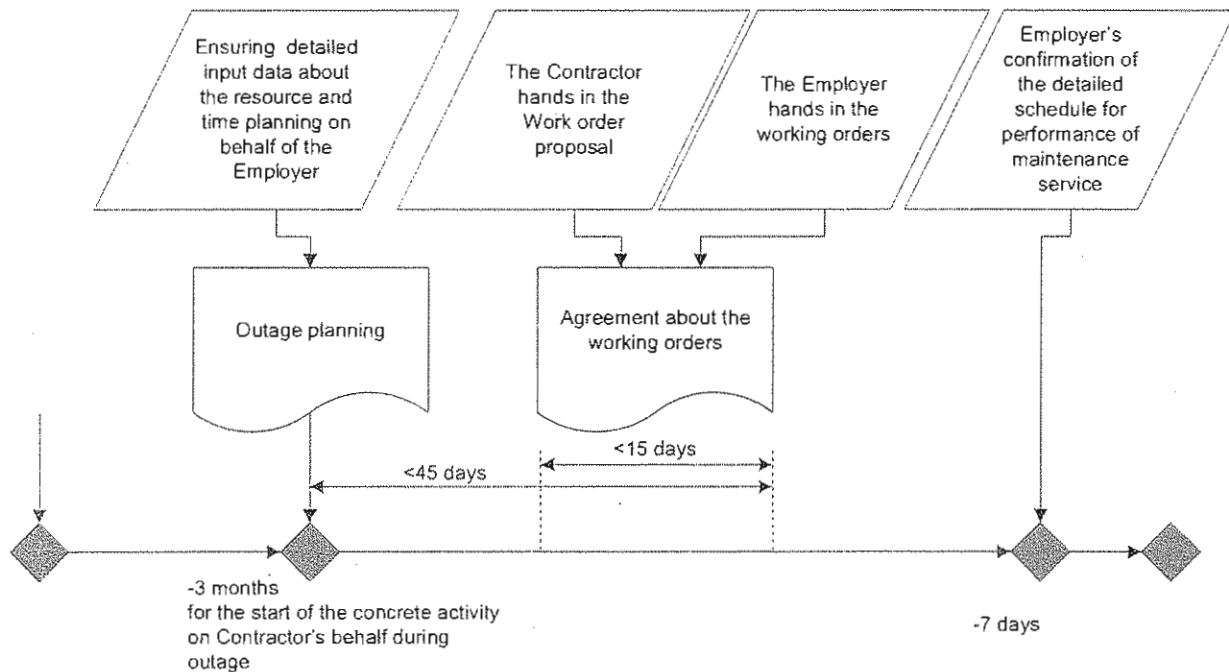 Ensuring detailed
input data about
the resource and
time planning on
behalf of the
Employer
The Contractor
hands in the
Work order
proposal
The Employer
hands in the
working orders
Employer's
confirmation of
the detailed
schedule for
performance of
maintenance
service
Outage planning
Agreement about the
working orders
<15 days
<45 days
-3 months
for the start of the concrete activity
on Contractor's behalf during
outage
-7 days